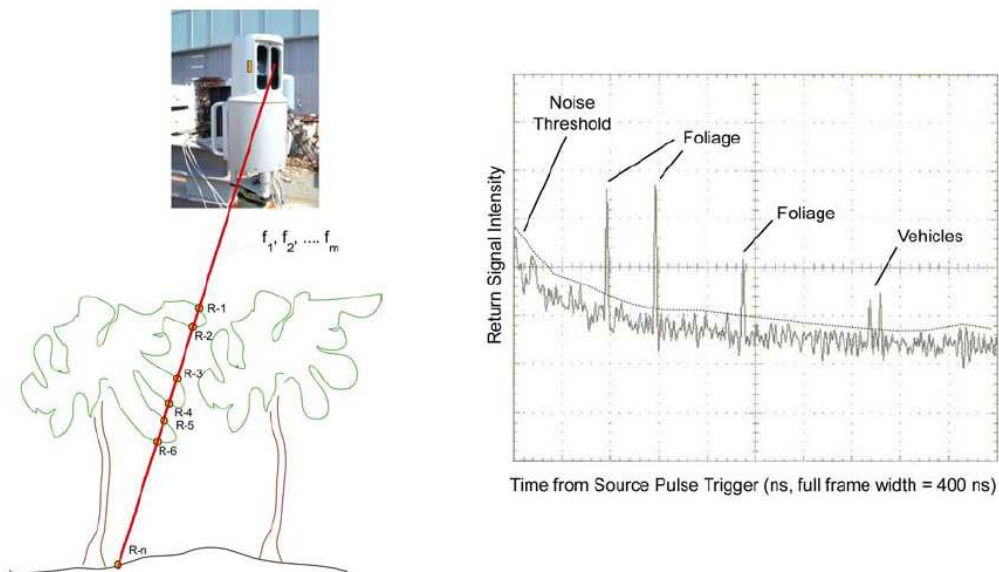 f1, f2, .... fm
R-1
R-2
R-3
R-4
R-5
R-6
R-n
Noise
Threshold
Foliage
Foliage
Vehicles
Return Signal Intensity
Time from Source Pulse Trigger (ns, full frame width = 400 ns)